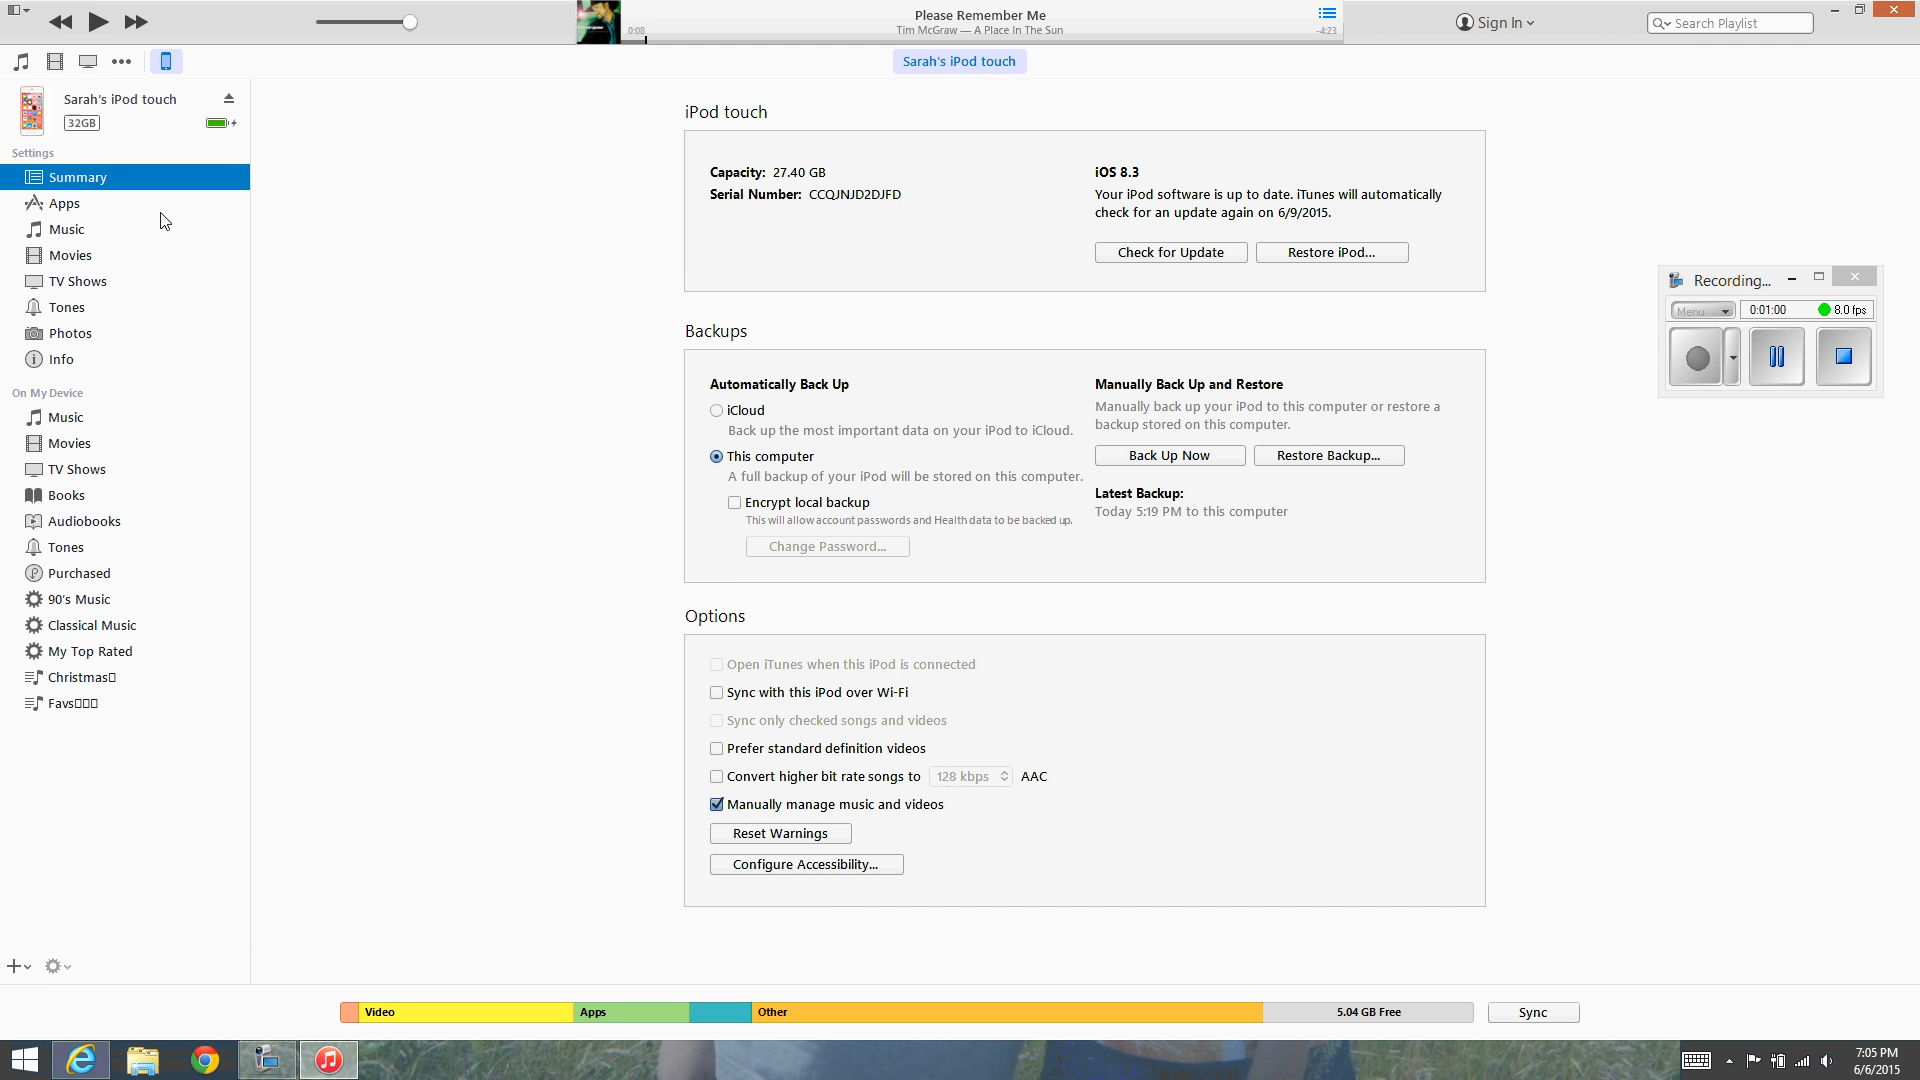 Please Remember Me
Tim McGraw — A Place In The Sun
0:08
-4:23
Sign In
Search Playlist
Sarah's iPod touch
Sarah's iPod touch
32GB
Settings
Summary
Apps
Music
Movies
TV Shows
Tones
Photos
Info
On My Device
Music
Movies
TV Shows
Books
Audiobooks
Tones
Purchased
90's Music
Classical Music
My Top Rated
Christmas
Favs
iPod touch
Capacity: 27.40 GB
Serial Number: CCQJNJD2DJFD
iOS 8.3
Your iPod software is up to date. iTunes will automatically
check for an update again on 6/9/2015.
Check for Update
Restore iPod...
Backups
Automatically Back Up
iCloud
Back up the most important data on your iPod to iCloud.
This computer
A full backup of your iPod will be stored on this computer.
Encrypt local backup
This will allow account passwords and Health data to be backed up.
Change Password...
Manually Back Up and Restore
Manually back up your iPod to this computer or restore a
backup stored on this computer.
Back Up Now
Restore Backup...
Latest Backup:
Today 5:19 PM to this computer
Options
Open iTunes when this iPod is connected
Sync with this iPod over Wi-Fi
Sync only checked songs and videos
Prefer standard definition videos
Convert higher bit rate songs to 128 kbps AAC
Manually manage music and videos
Reset Warnings
Configure Accessibility...
Recording...
Menu
0:01:00
8.0 fps
Video
Apps
Other
5.04 GB Free
Sync
7:05 PM
6/6/2015